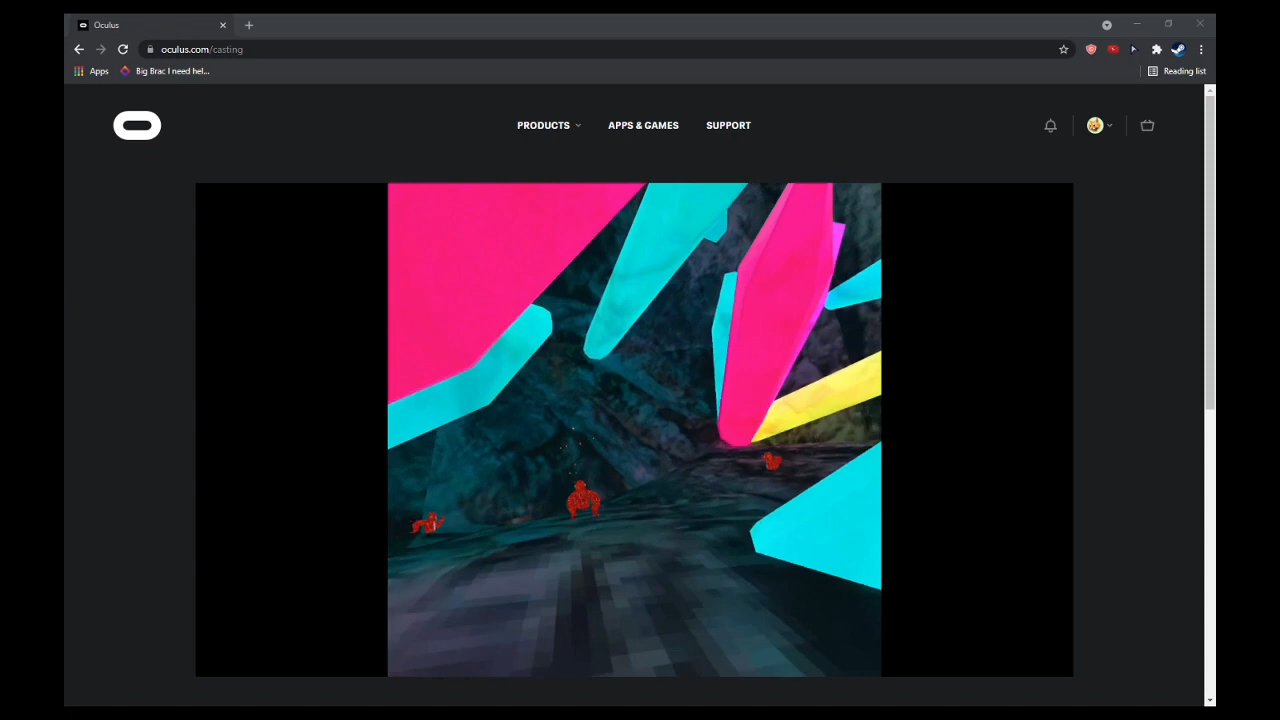 Oculus
oculus.com/casting
Apps
Big Brac I need hel...
Reading list
PRODUCTS
APPS & GAMES
SUPPORT